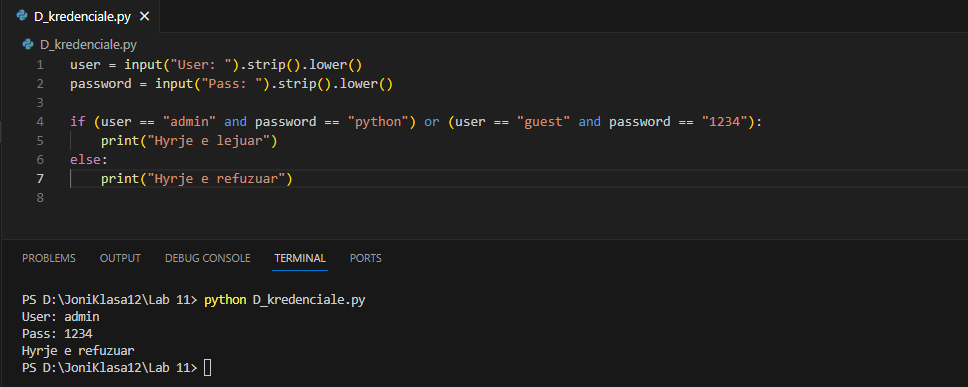 D_kredenciale.py ×
D_kredenciale.py
1 user = input("User: ").strip().lower()
2 password = input("Pass: ").strip().lower()
3
4 if (user == "admin" and password == "python") or (user == "guest" and password == "1234"):
5 print("Hyrje e lejuar")
6 else:
7 print("Hyrje e refuzuar")
8
PROBLEMS OUTPUT DEBUG CONSOLE TERMINAL PORTS
PS D:\JoniKlasa12\Lab 11> python D_kredenciale.py
User: admin
Pass: 1234
Hyrje e refuzuar
PS D:\JoniKlasa12\Lab 11>